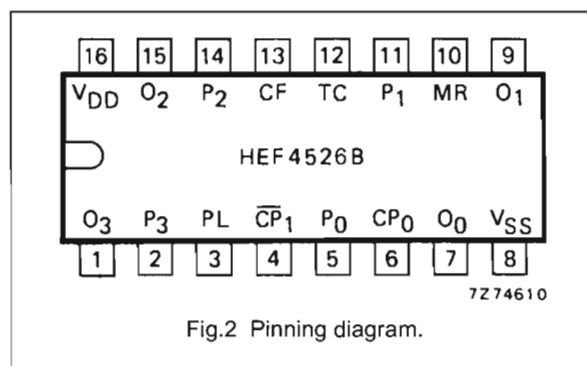 16 15 14 13 12 11 10 9
VDD O2 P2 CF TC P1 MR O1
HEF4526B
O3 P3 PL C̅P̅1 P0 CP0 O0 VSS
1 2 3 4 5 6 7 8
7Z74610
Fig.2 Pinning diagram.